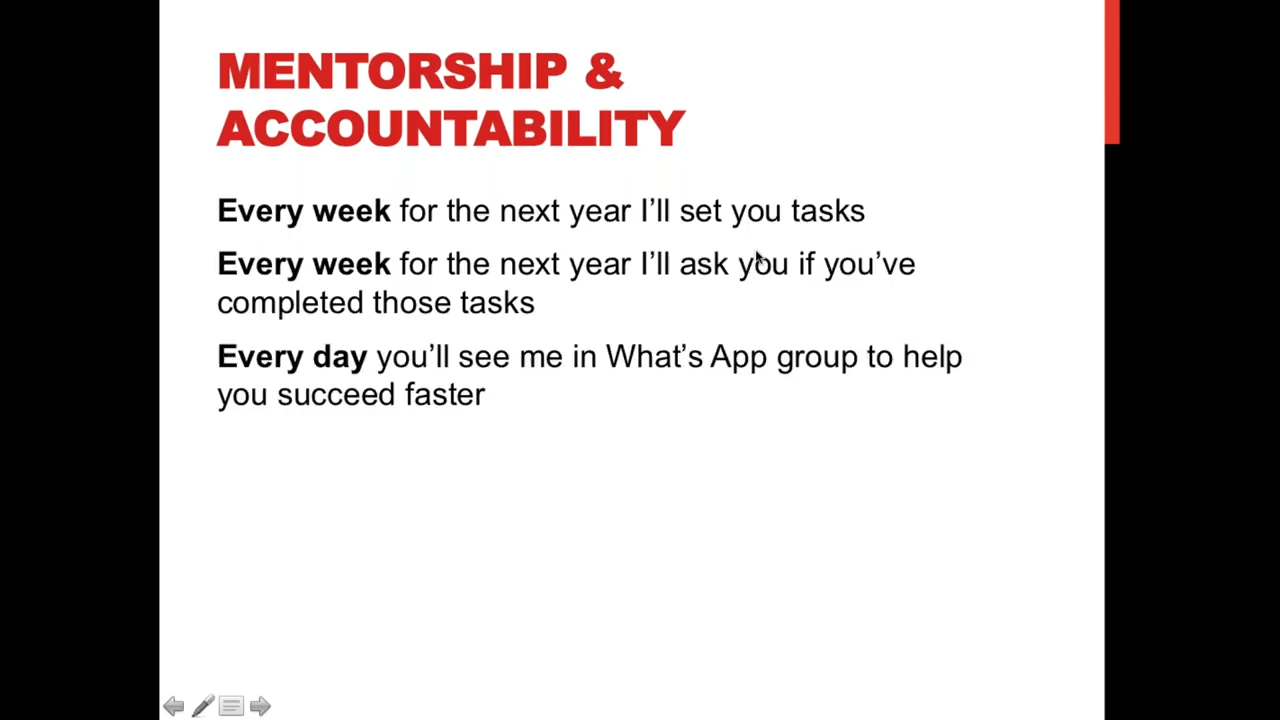 MENTORSHIP &
ACCOUNTABILITY
Every week for the next year I’ll set you tasks
Every week for the next year I’ll ask you if you’ve
completed those tasks
Every day you’ll see me in What’s App group to help
you succeed faster